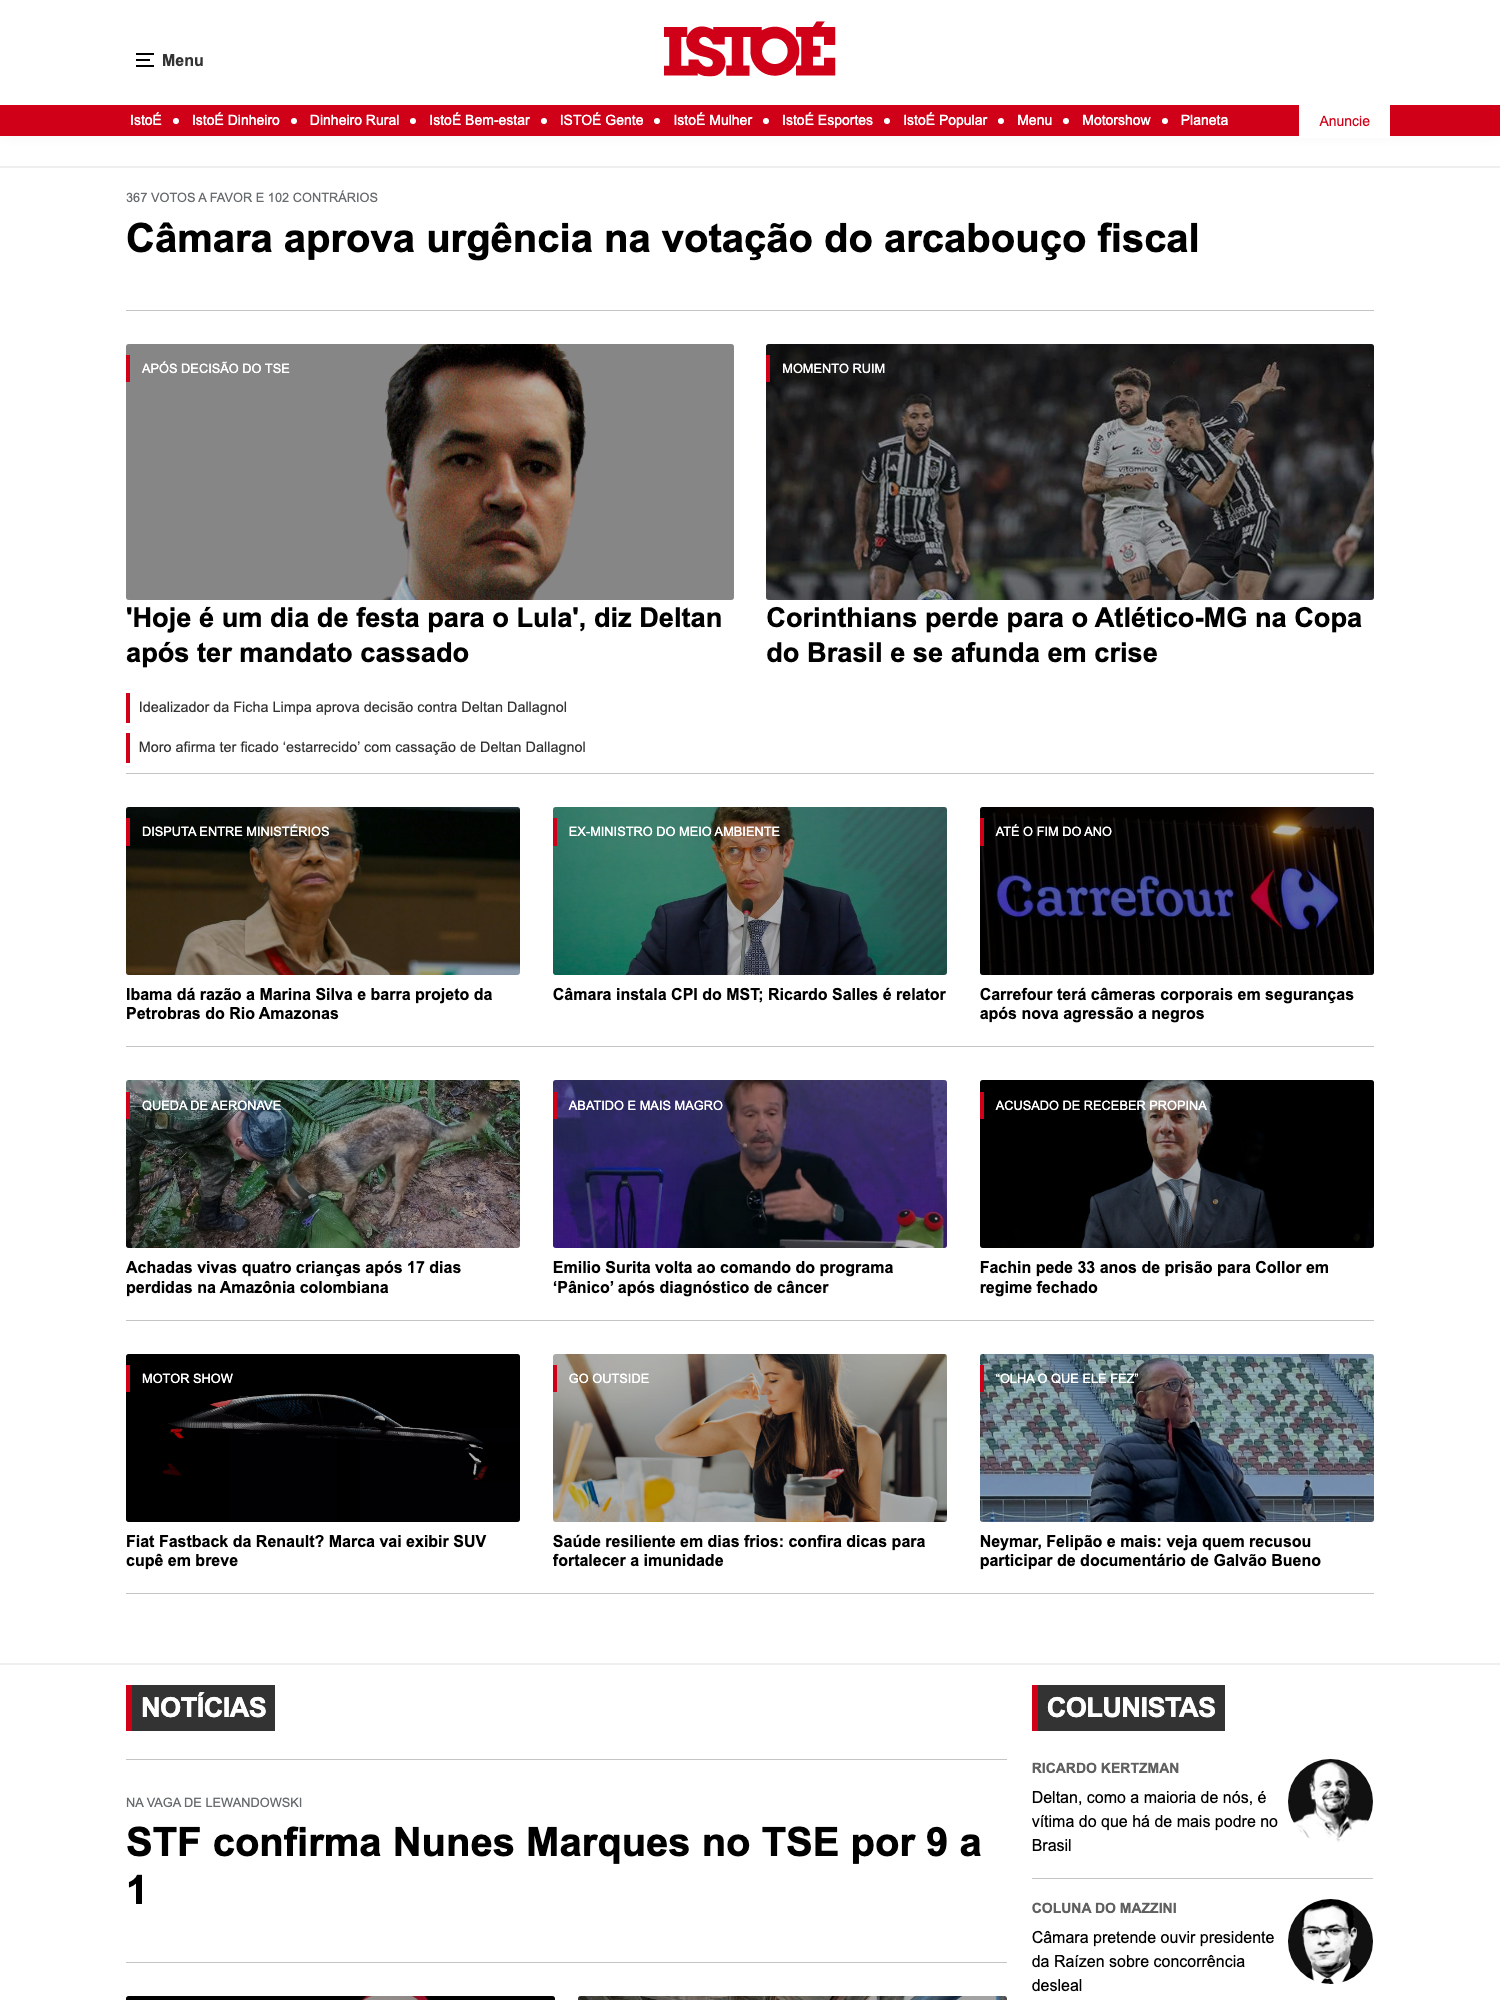 Menu
ISTOÉ
IstoÉ
IstoÉ Dinheiro
Dinheiro Rural
IstoÉ Bem-estar
ISTOÉ Gente
IstoÉ Mulher
IstoÉ Esportes
IstoÉ Popular
Menu
Motorshow
Planeta
Anuncie
367 VOTOS A FAVOR E 102 CONTRÁRIOS
Câmara aprova urgência na votação do arcabouço fiscal
APÓS DECISÃO DO TSE
'Hoje é um dia de festa para o Lula', diz Deltan
após ter mandato cassado
Idealizador da Ficha Limpa aprova decisão contra Deltan Dallagnol
Moro afirma ter ficado ‘estarrecido’ com cassação de Deltan Dallagnol
MOMENTO RUIM
BETANO
vitaminas
9
Corinthians perde para o Atlético-MG na Copa
do Brasil e se afunda em crise
DISPUTA ENTRE MINISTÉRIOS
Ibama dá razão a Marina Silva e barra projeto da
Petrobras do Rio Amazonas
EX-MINISTRO DO MEIO AMBIENTE
Câmara instala CPI do MST; Ricardo Salles é relator
ATÉ O FIM DO ANO
Carrefour
Carrefour terá câmeras corporais em seguranças
após nova agressão a negros
QUEDA DE AERONAVE
Achadas vivas quatro crianças após 17 dias
perdidas na Amazônia colombiana
ABATIDO E MAIS MAGRO
Emilio Surita volta ao comando do programa
‘Pânico’ após diagnóstico de câncer
ACUSADO DE RECEBER PROPINA
Fachin pede 33 anos de prisão para Collor em
regime fechado
MOTOR SHOW
Fiat Fastback da Renault? Marca vai exibir SUV
cupê em breve
GO OUTSIDE
Saúde resiliente em dias frios: confira dicas para
fortalecer a imunidade
“OLHA O QUE ELE FEZ”
Neymar, Felipão e mais: veja quem recusou
participar de documentário de Galvão Bueno
NOTÍCIAS
NA VAGA DE LEWANDOWSKI
STF confirma Nunes Marques no TSE por 9 a
1
COLUNISTAS
RICARDO KERTZMAN
Deltan, como a maioria de nós, é
vítima do que há de mais podre no
Brasil
COLUNA DO MAZZINI
Câmara pretende ouvir presidente
da Raízen sobre concorrência
desleal